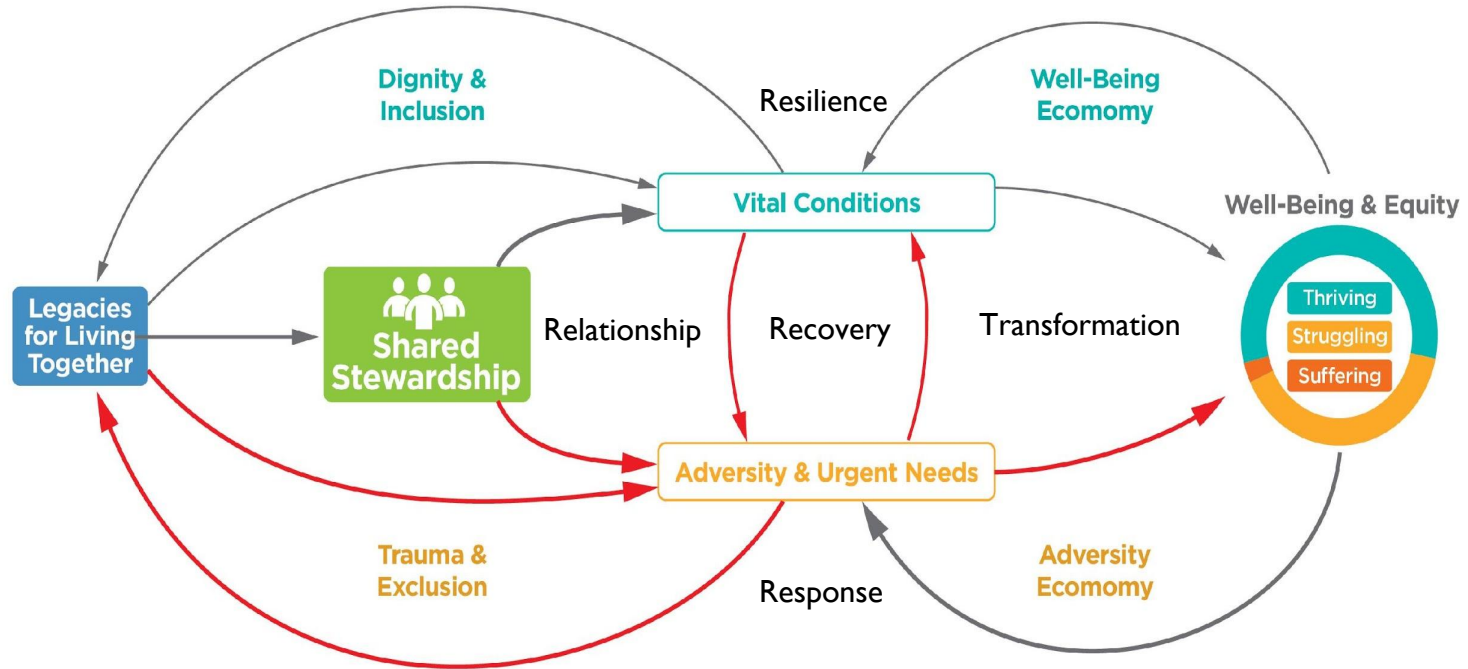 Dignity &
Inclusion
Resilience
Well-Being
Ecomomy
Vital Conditions
Well-Being & Equity
Legacies
for Living
Together
Shared
Stewardship
Relationship
Recovery
Transformation
Thriving
Struggling
Suffering
Adversity & Urgent Needs
Trauma &
Exclusion
Response
Adversity
Ecomomy